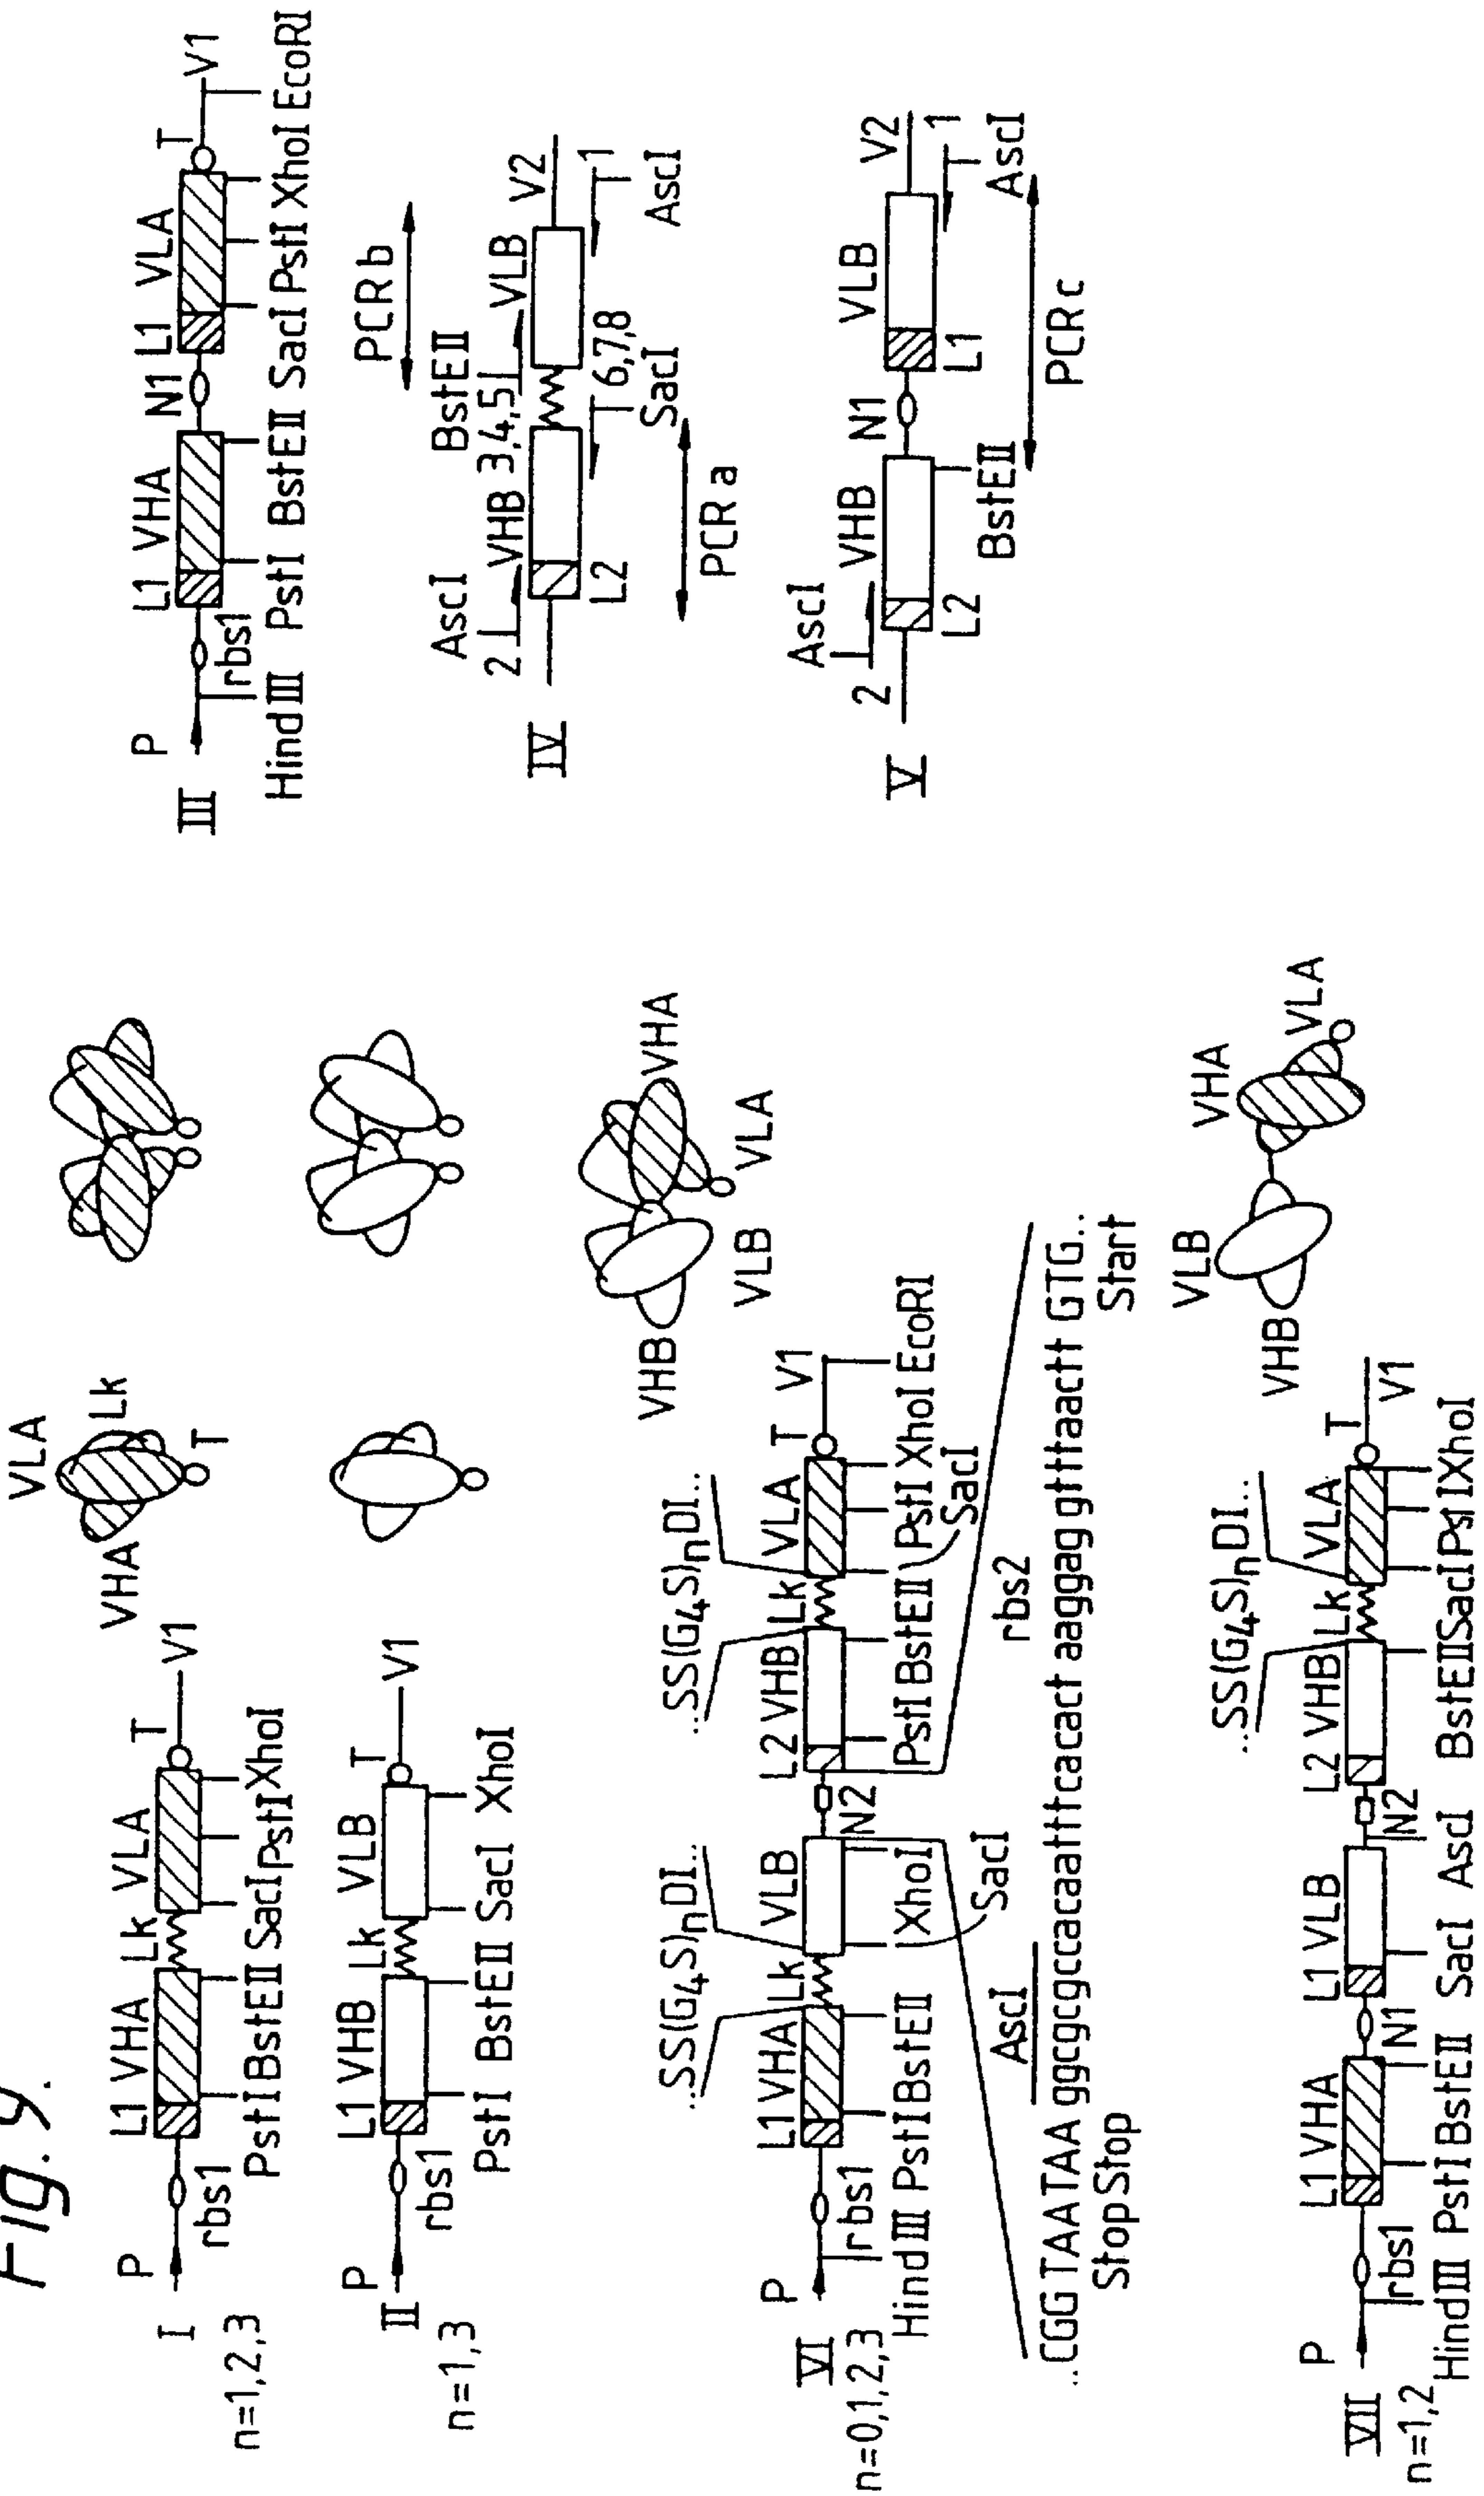 Fig. 9.
VLA
VHA
Lk
T
P
L1 VHA
Lk
VLA
T
V1
I
rbs1
PstI BstEII SacI PstI XhoI
n=1,2,3
P
L1 VHB
Lk
VLB
T
V1
II
rbs1
PstI BstEII SacI XhoI
n=1,3
VHB
VHA
VLB
VLA
..SS(G4S)nDI..
..SS(G4S)nDI..
P
L1 VHA
Lk
VLB
L2 VHB
Lk
VLA
T
V1
VI
rbs1
N2
n=0,1,2,3
HindIII PstI BstEII
XhoI
PstI BstEII
PstI XhoI EcoRI
SacI
SacI
AscI
rbs2
..CGG TAATAA ggcgcgccacaatttcacact aaggag gtttaactt GTG..
Stop Stop
Start
VLB
VHA
VHB
VLA
..SS(G4S)nDI..
P
L1 VHA
L1 VLB
L2 VHB
Lk
VLA
T
VII
rbs1
N1
N2
V1
n=1,2
HindIII PstI BstEII SacI AscI BstEII SacI PstI XhoI
P
L1 VHA
N1
L1 VLA
T
V1
III
rbs1
HindIII PstI BstEII SacI PstI XhoI EcoRI
PCR b
AscI
BstEII
2
VHB
3,4,5
VLB
V2
IV
L2
6,7,8
1
SacI
AscI
PCR a
AscI
2
VHB
N1
VLB
V2
V
L2
L1
1
BstEII
AscI
PCR c